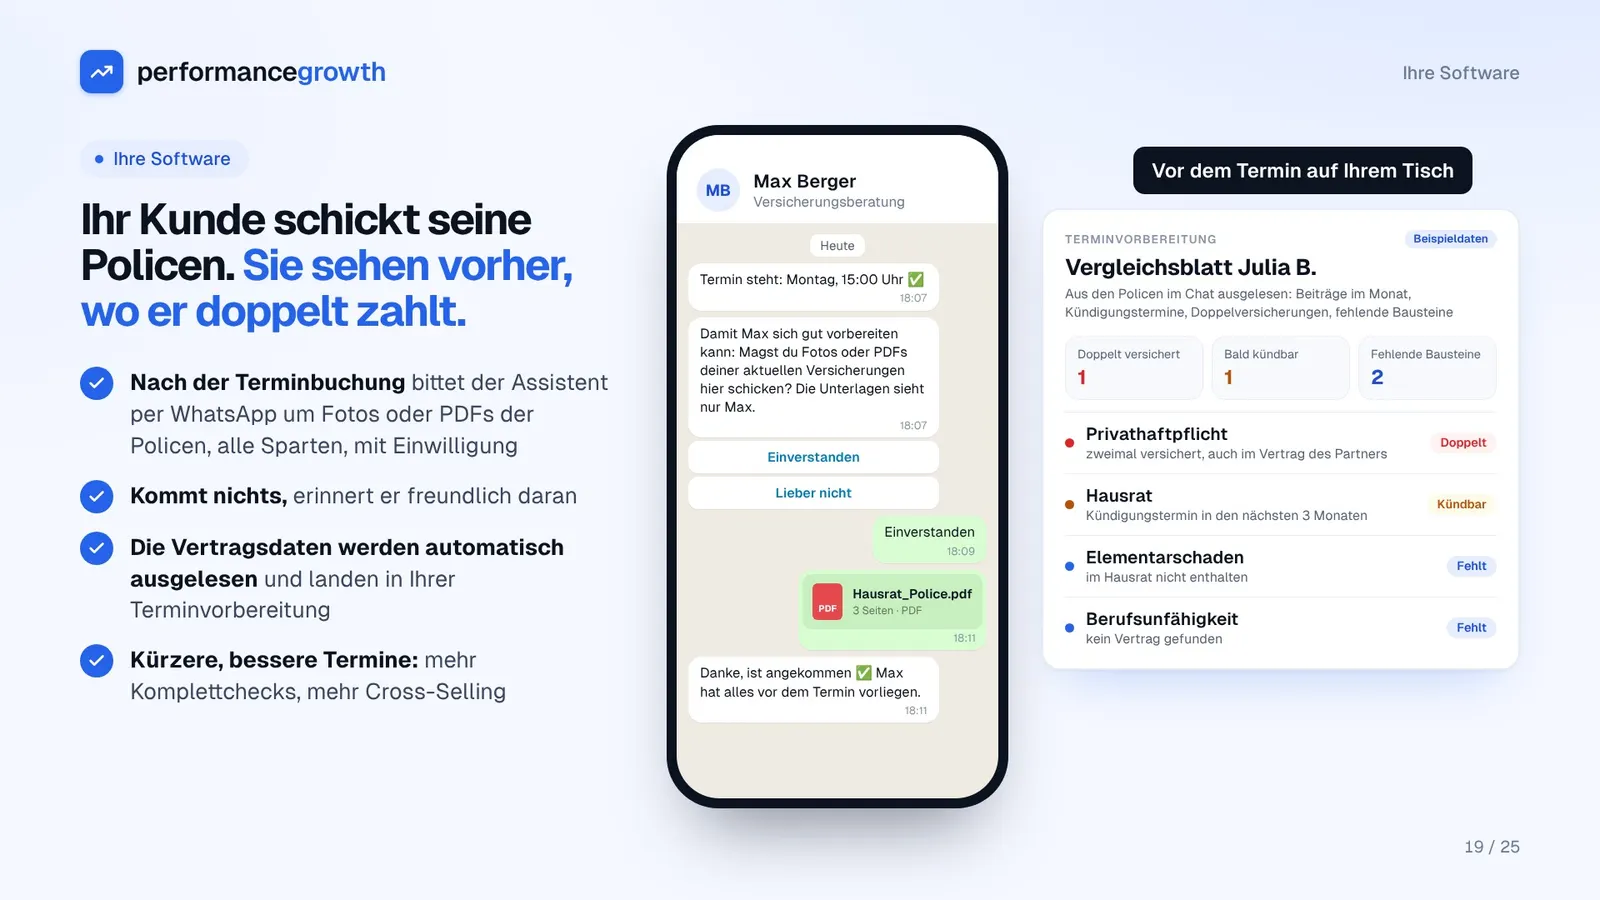 performancegrowth
Ihre Software
Ihre Software
Ihr Kunde schickt seine
Policen. Sie sehen vorher,
wo er doppelt zahlt.
Nach der Terminbuchung bittet der Assistent
per WhatsApp um Fotos oder PDFs der
Policen, alle Sparten, mit Einwilligung
Kommt nichts, erinnert er freundlich daran
Die Vertragsdaten werden automatisch
ausgelesen und landen in Ihrer
Terminvorbereitung
Kürzere, bessere Termine: mehr
Komplettchecks, mehr Cross-Selling
MB
Max Berger
Versicherungsberatung
Heute
Termin steht: Montag, 15:00 Uhr ✅
18:07
Damit Max sich gut vorbereiten
kann: Magst du Fotos oder PDFs
deiner aktuellen Versicherungen
hier schicken? Die Unterlagen sieht
nur Max.
18:07
Einverstanden
Lieber nicht
Einverstanden
18:09
PDF
Hausrat_Police.pdf
3 Seiten · PDF
18:11
Danke, ist angekommen ✅ Max
hat alles vor dem Termin vorliegen.
18:11
Vor dem Termin auf Ihrem Tisch
TERMINVORBEREITUNG
Beispieldaten
Vergleichsblatt Julia B.
Aus den Policen im Chat ausgelesen: Beiträge im Monat,
Kündigungstermine, Doppelversicherungen, fehlende Bausteine
Doppelt versichert
1
Bald kündbar
1
Fehlende Bausteine
2
Privathaftpflicht
zweimal versichert, auch im Vertrag des Partners
Doppelt
Hausrat
Kündigungstermin in den nächsten 3 Monaten
Kündbar
Elementarschaden
im Hausrat nicht enthalten
Fehlt
Berufsunfähigkeit
kein Vertrag gefunden
Fehlt
19 / 25